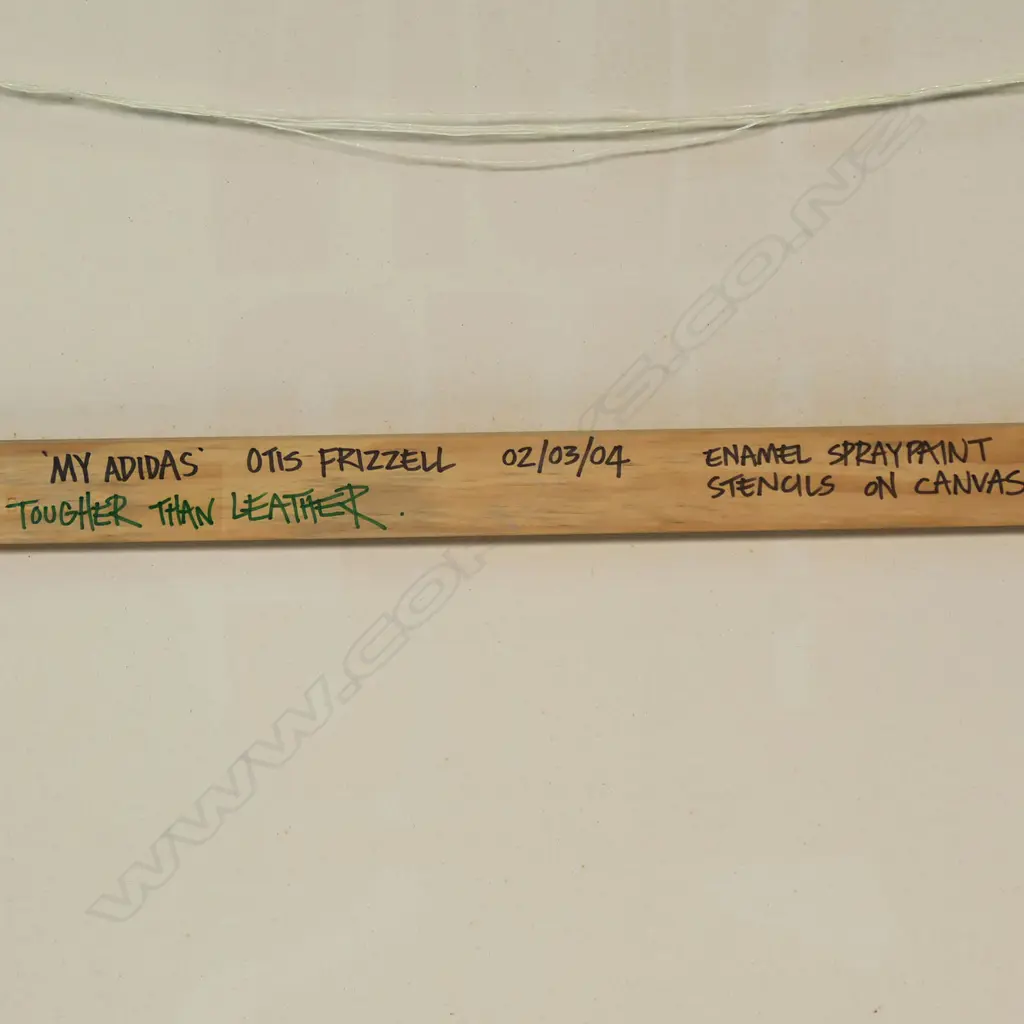 'MY ADIDAS' OTIS FRIZZELL 02/03/04 ENAMEL SPRAYPAINT
TOUGHER THAN LEATHER. STENCILS ON CANVAS